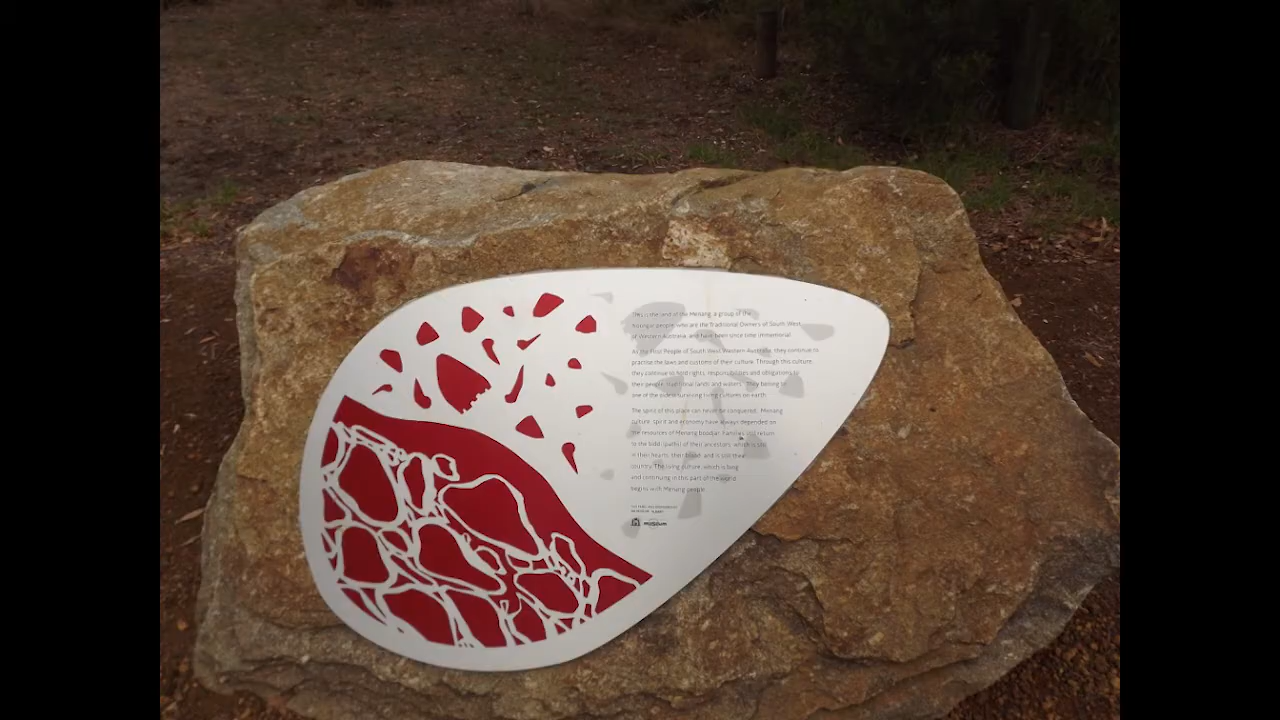 This is the land of the Menang, a group of the
Noongar people, who are the Traditional Owners of South West
of Western Australia, and have been since time immemorial.
As the First People of South West Western Australia, they continue to
practise the laws and customs of their culture. Through this culture,
they continue to hold rights, responsibilities and obligations to
their people, traditional lands and waters. They belong to
one of the oldest surviving living cultures on earth.
The spirit of this place can never be conquered. Menang
culture, spirit and economy have always depended on
the resources of Menang boodjar. Families still return
to the bidi (paths) of their ancestors, which is still
in their hearts, their blood, and is still their
country. The living culture, which is long
and continuing in this part of the world
begins with Menang people.
museum